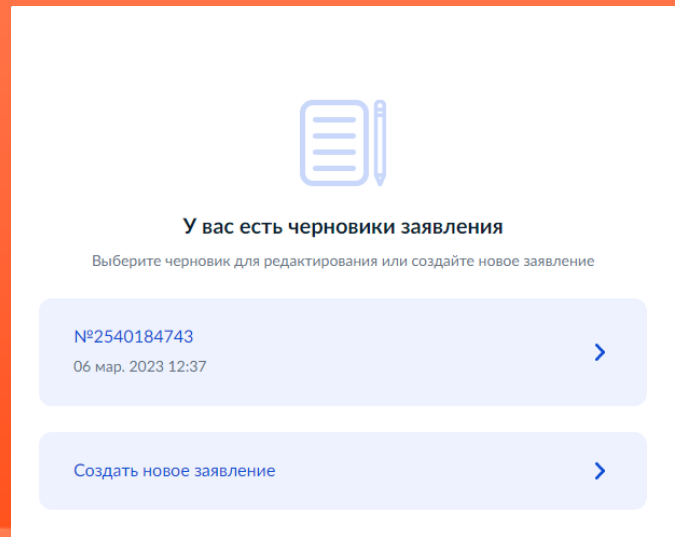 У вас есть черновики заявления
Выберите черновик для редактирования или создайте новое заявление
№2540184743
06 мар. 2023 12:37
Создать новое заявление